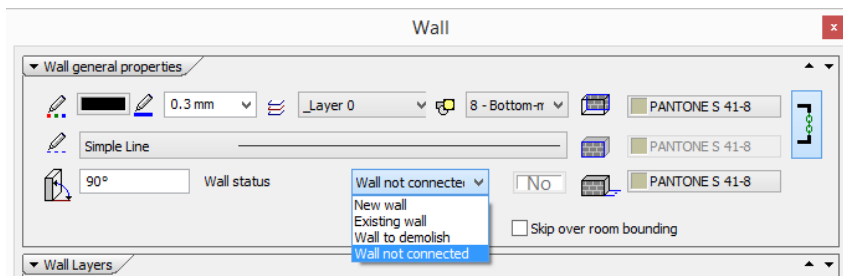 Wall
x
Wall general properties
0.3 mm _Layer 0 8 - Bottom-m PANTONE S 41-8
Simple Line PANTONE S 41-8
90° Wall status Wall not connected No PANTONE S 41-8
New wall
Existing wall
Wall to demolish
Wall not connected
Skip over room bounding
Wall Layers